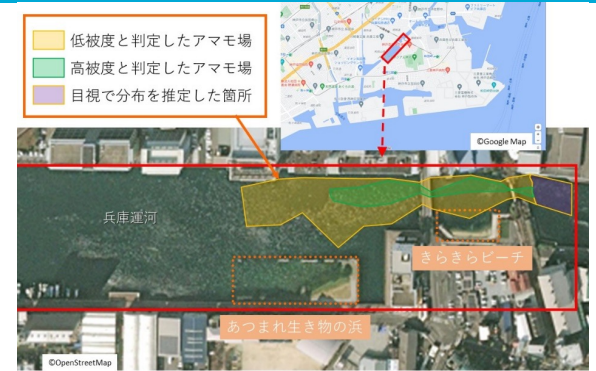 低被度と判定したアマモ場
高被度と判定したアマモ場
目視で分布を推定した箇所
©Google Map
兵庫運河
きらきらビーチ
あつまれ生き物の浜
©OpenStreetMap